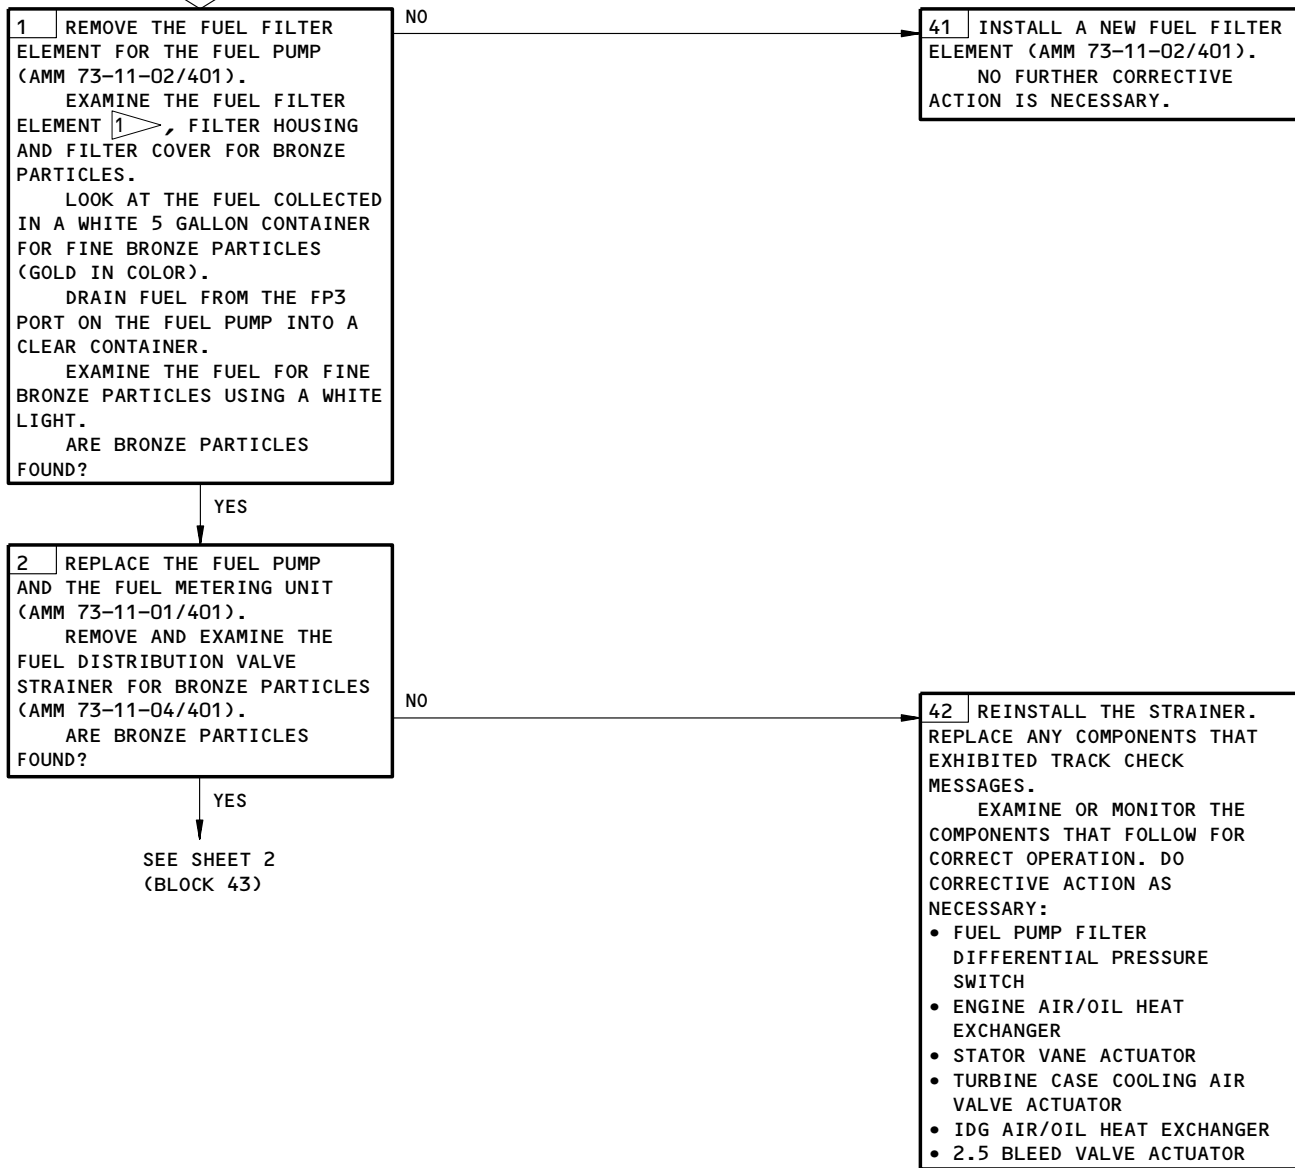 1 REMOVE THE FUEL FILTER
ELEMENT FOR THE FUEL PUMP
(AMM 73-11-02/401).
EXAMINE THE FUEL FILTER
ELEMENT 1 , FILTER HOUSING
AND FILTER COVER FOR BRONZE
PARTICLES.
LOOK AT THE FUEL COLLECTED
IN A WHITE 5 GALLON CONTAINER
FOR FINE BRONZE PARTICLES
(GOLD IN COLOR).
DRAIN FUEL FROM THE FP3
PORT ON THE FUEL PUMP INTO A
CLEAR CONTAINER.
EXAMINE THE FUEL FOR FINE
BRONZE PARTICLES USING A WHITE
LIGHT.
ARE BRONZE PARTICLES
FOUND?
NO
41 INSTALL A NEW FUEL FILTER
ELEMENT (AMM 73-11-02/401).
NO FURTHER CORRECTIVE
ACTION IS NECESSARY.
YES
2 REPLACE THE FUEL PUMP
AND THE FUEL METERING UNIT
(AMM 73-11-01/401).
REMOVE AND EXAMINE THE
FUEL DISTRIBUTION VALVE
STRAINER FOR BRONZE PARTICLES
(AMM 73-11-04/401).
ARE BRONZE PARTICLES
FOUND?
NO
42 REINSTALL THE STRAINER.
REPLACE ANY COMPONENTS THAT
EXHIBITED TRACK CHECK
MESSAGES.
EXAMINE OR MONITOR THE
COMPONENTS THAT FOLLOW FOR
CORRECT OPERATION. DO
CORRECTIVE ACTION AS
NECESSARY:
• FUEL PUMP FILTER
DIFFERENTIAL PRESSURE
SWITCH
• ENGINE AIR/OIL HEAT
EXCHANGER
• STATOR VANE ACTUATOR
• TURBINE CASE COOLING AIR
VALVE ACTUATOR
• IDG AIR/OIL HEAT EXCHANGER
• 2.5 BLEED VALVE ACTUATOR
YES
SEE SHEET 2
(BLOCK 43)